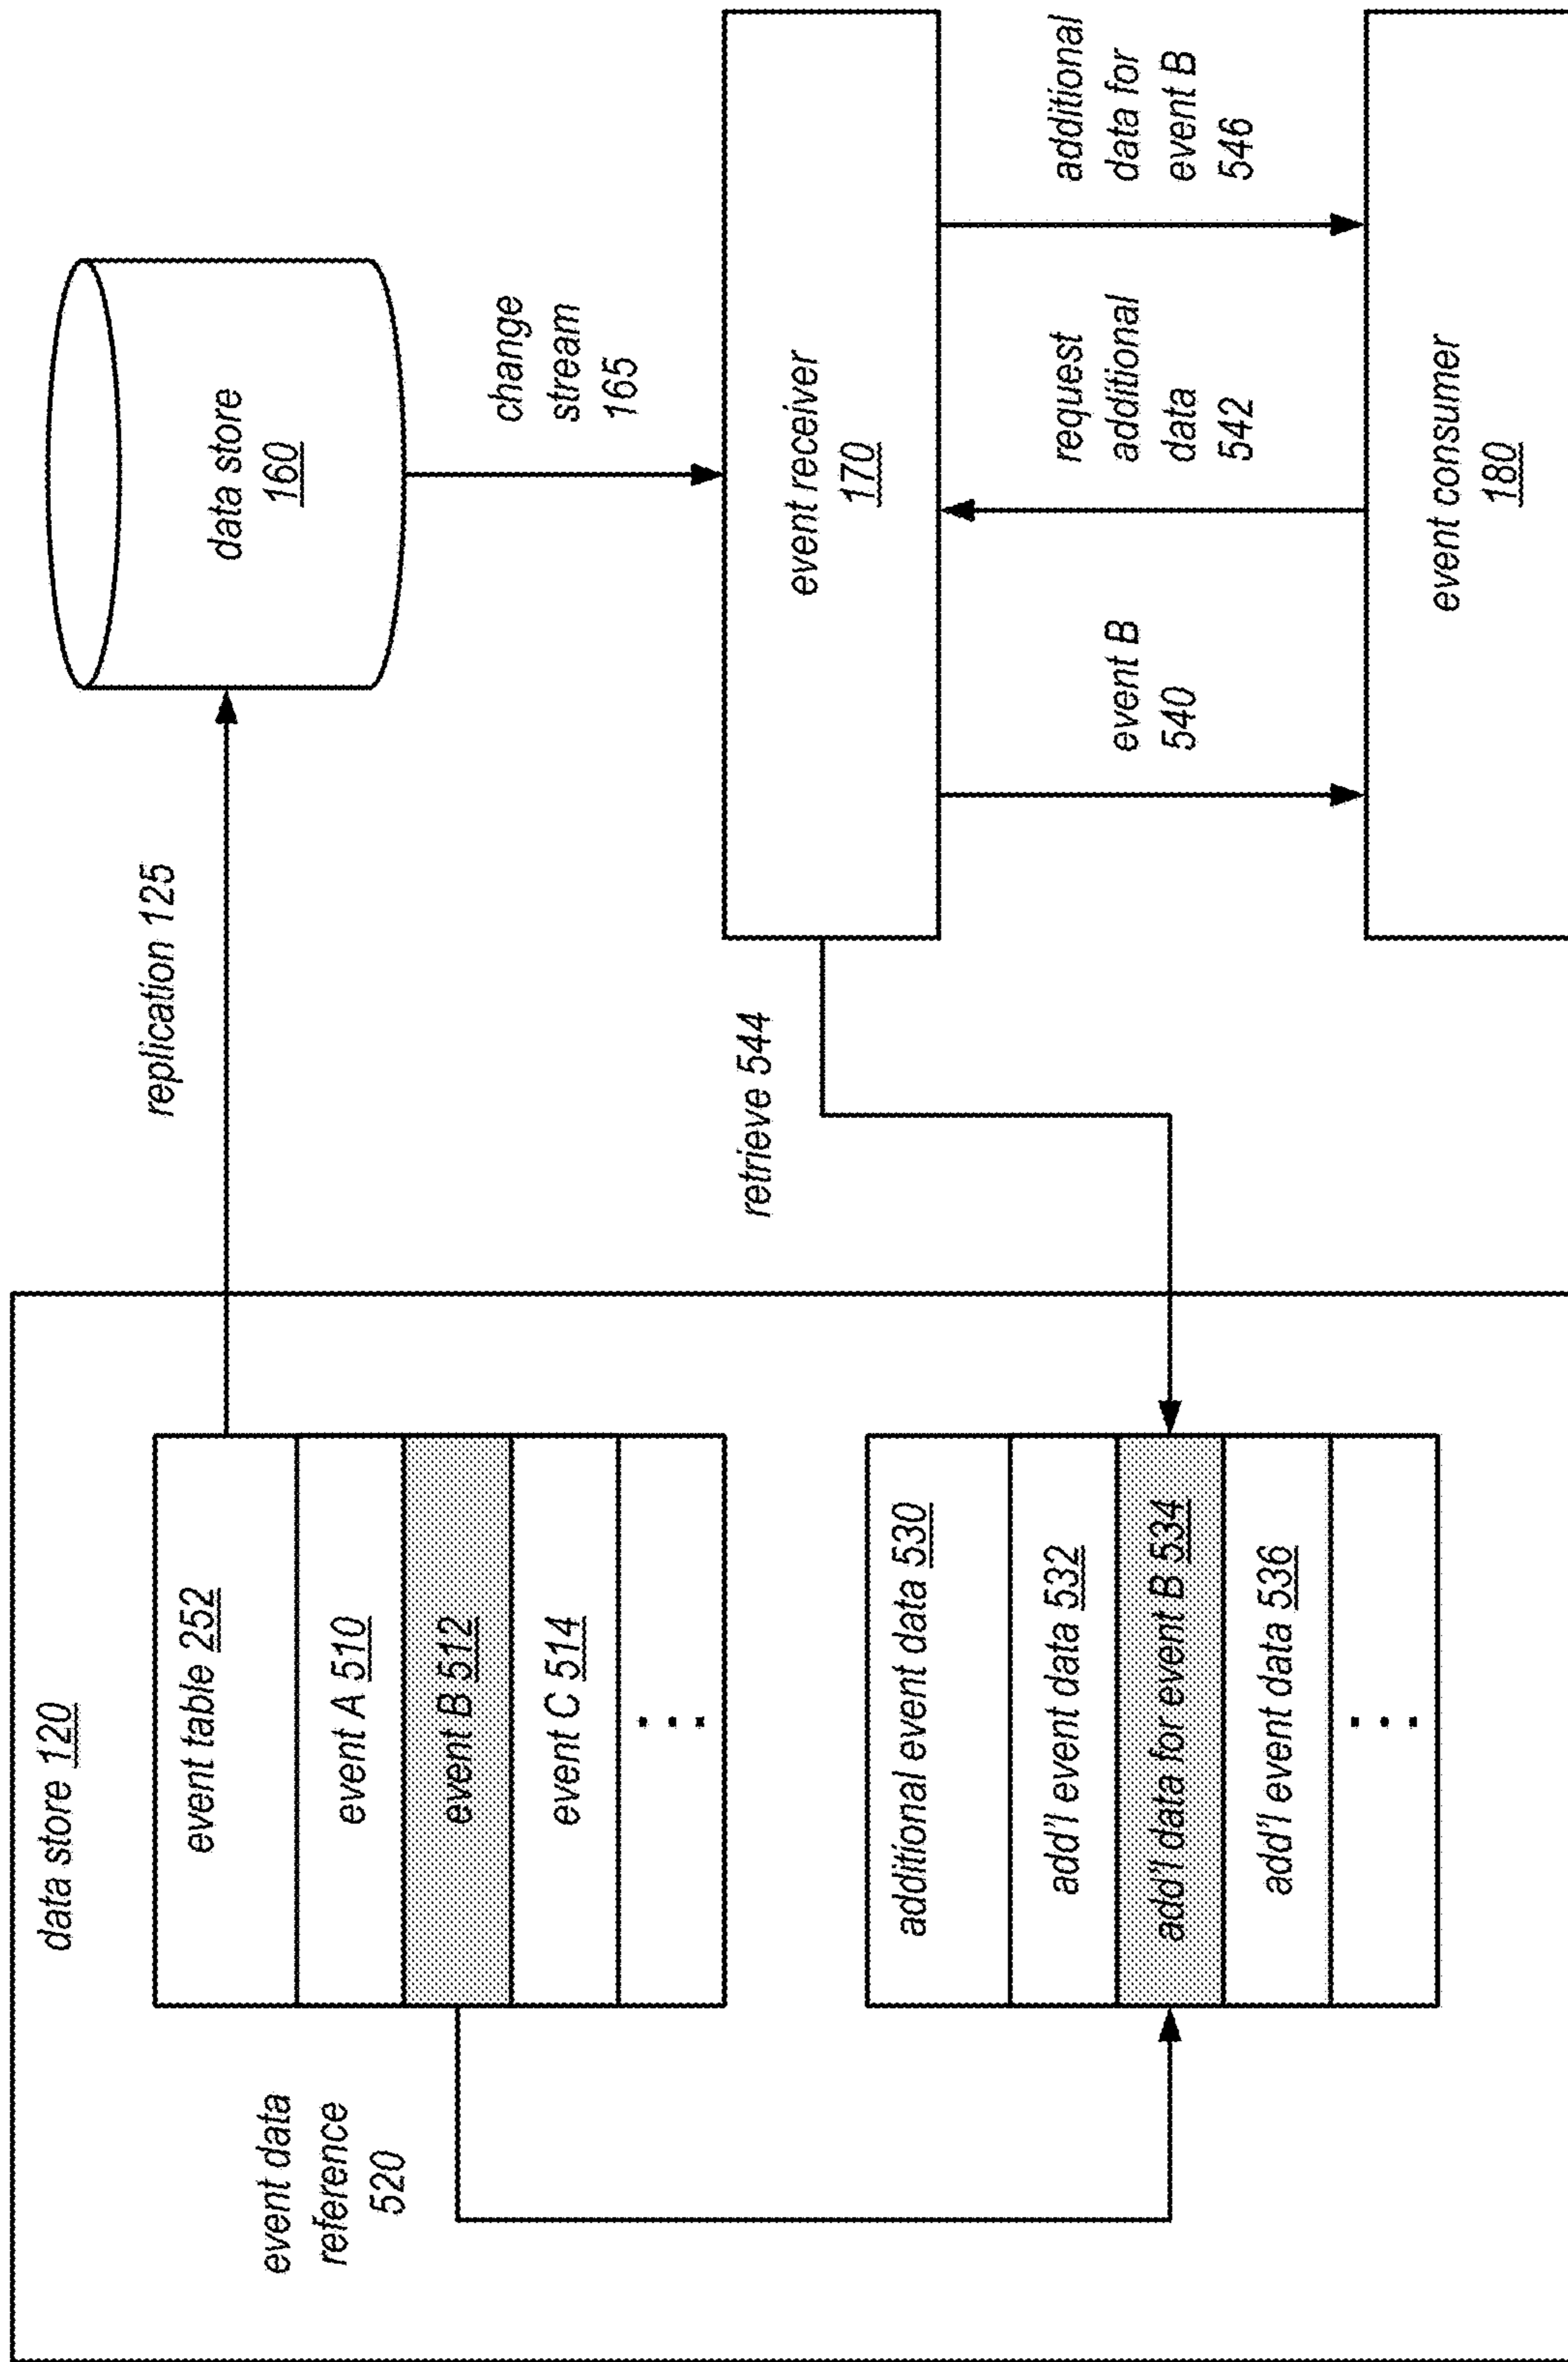 data store 120
event table 252
event A 510
event B 512
event C 514
event data
reference
520
additional event data 530
add'l event data 532
add'l data for event B 534
add'l event data 536
replication 125
data store
160
change
stream
165
retrieve 544
event receiver
170
event B
540
request
additional
data
542
additional
data for
event B
546
event consumer
180